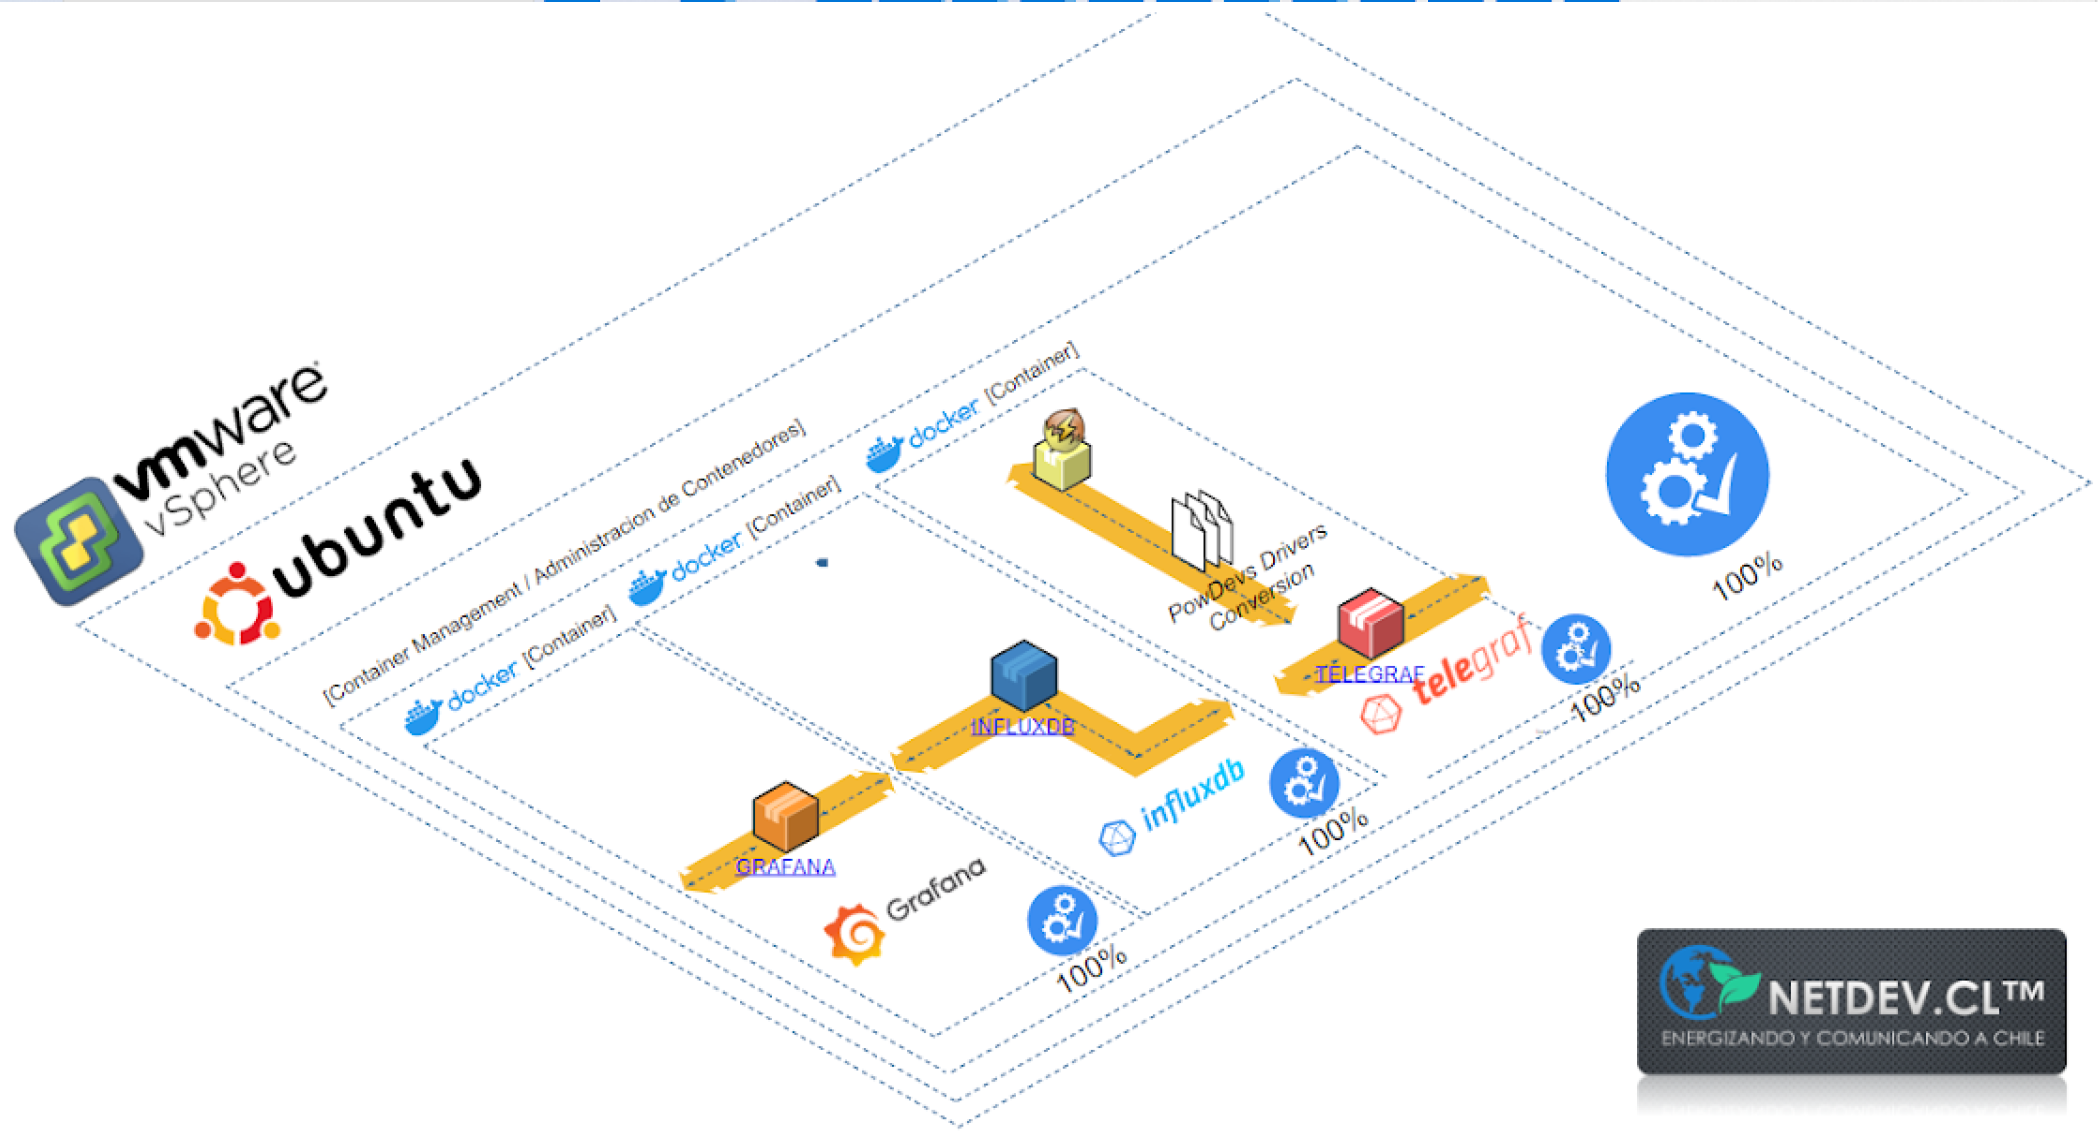 vmware
vSphere
ubuntu
[Container Management / Administracion de Contenedores]
docker [Container]
docker [Container]
docker [Container]
PowDevs Drivers
Conversion
TELEGRAF
telegraf
100%
100%
INFLUXDB
influxdb
100%
GRAFANA
Grafana
100%
NETDEV.CL™
ENERGIZANDO Y COMUNICANDO A CHILE